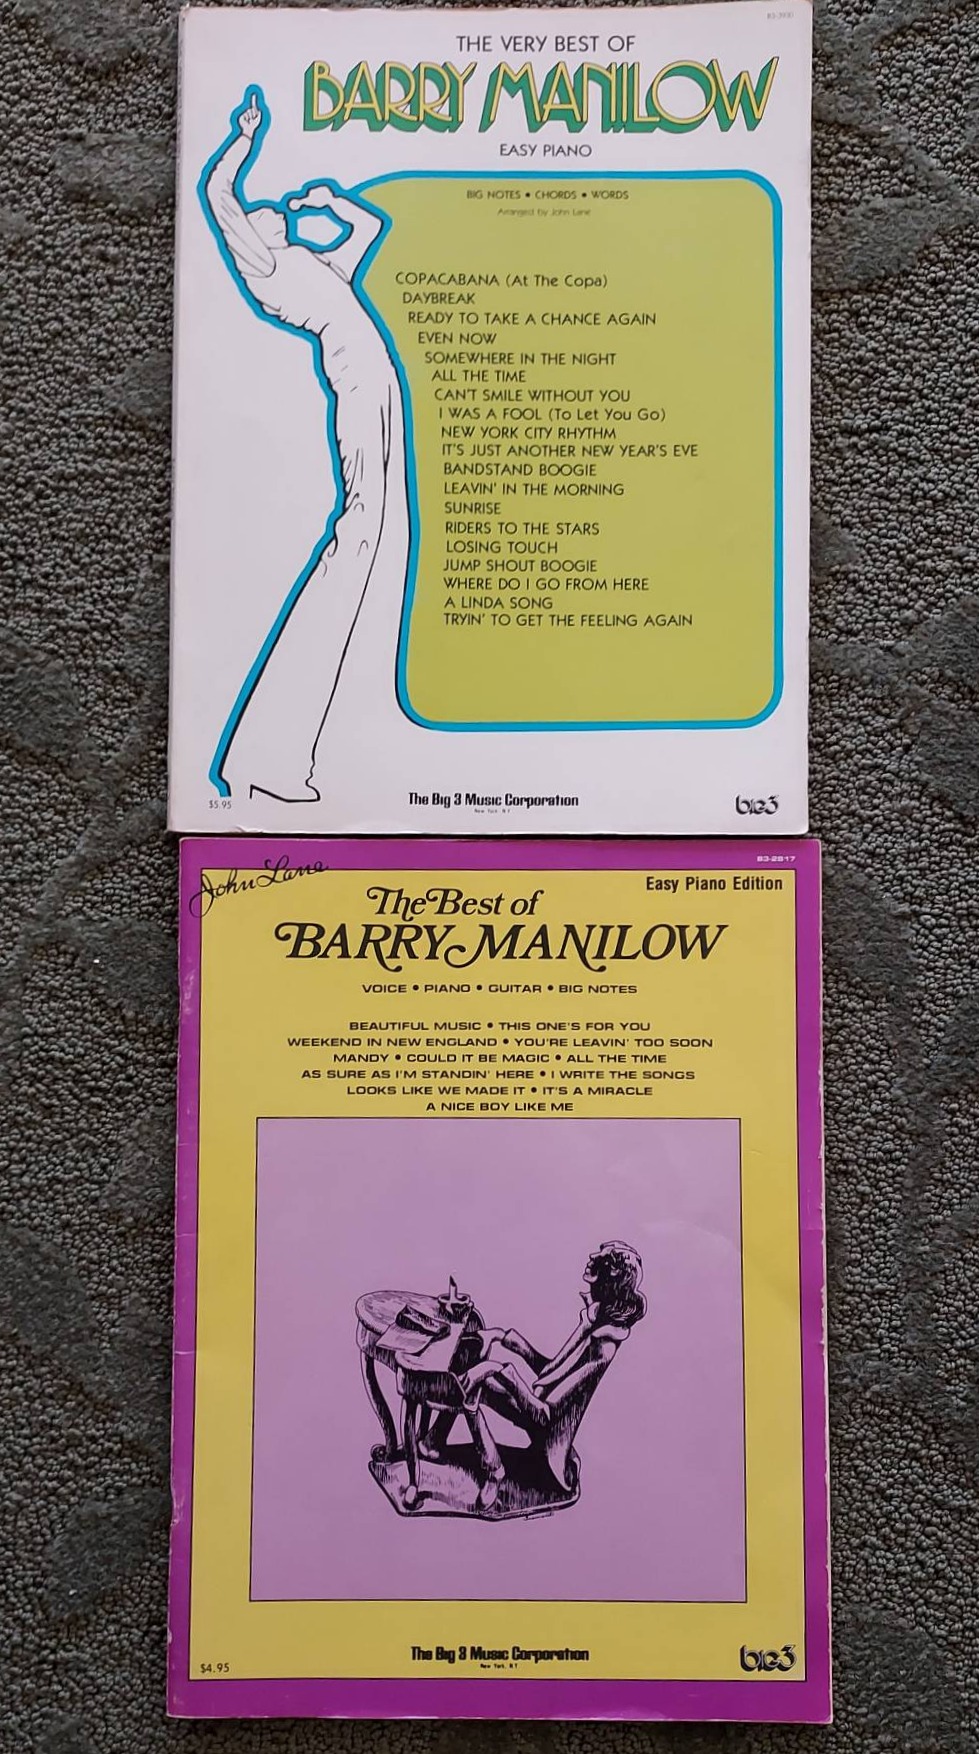 B3-3930
THE VERY BEST OF
BARRY MANILOW
EASY PIANO
BIG NOTES • CHORDS • WORDS
Arranged by John Lane
COPACABANA (At The Copa)
DAYBREAK
READY TO TAKE A CHANCE AGAIN
EVEN NOW
SOMEWHERE IN THE NIGHT
ALL THE TIME
CAN'T SMILE WITHOUT YOU
I WAS A FOOL (To Let You Go)
NEW YORK CITY RHYTHM
IT'S JUST ANOTHER NEW YEAR'S EVE
BANDSTAND BOOGIE
LEAVIN' IN THE MORNING
SUNRISE
RIDERS TO THE STARS
LOSING TOUCH
JUMP SHOUT BOOGIE
WHERE DO I GO FROM HERE
A LINDA SONG
TRYIN' TO GET THE FEELING AGAIN
$5.95
The Big 3 Music Corporation
New York, N.Y.
big3
B3-2817
John Lane
Easy Piano Edition
The Best of
BARRY MANILOW
VOICE • PIANO • GUITAR • BIG NOTES
BEAUTIFUL MUSIC • THIS ONE'S FOR YOU
WEEKEND IN NEW ENGLAND • YOU'RE LEAVIN' TOO SOON
MANDY • COULD IT BE MAGIC • ALL THE TIME
AS SURE AS I'M STANDIN' HERE • I WRITE THE SONGS
LOOKS LIKE WE MADE IT • IT'S A MIRACLE
A NICE BOY LIKE ME
$4.95
The Big 3 Music Corporation
New York, N.Y.
big3